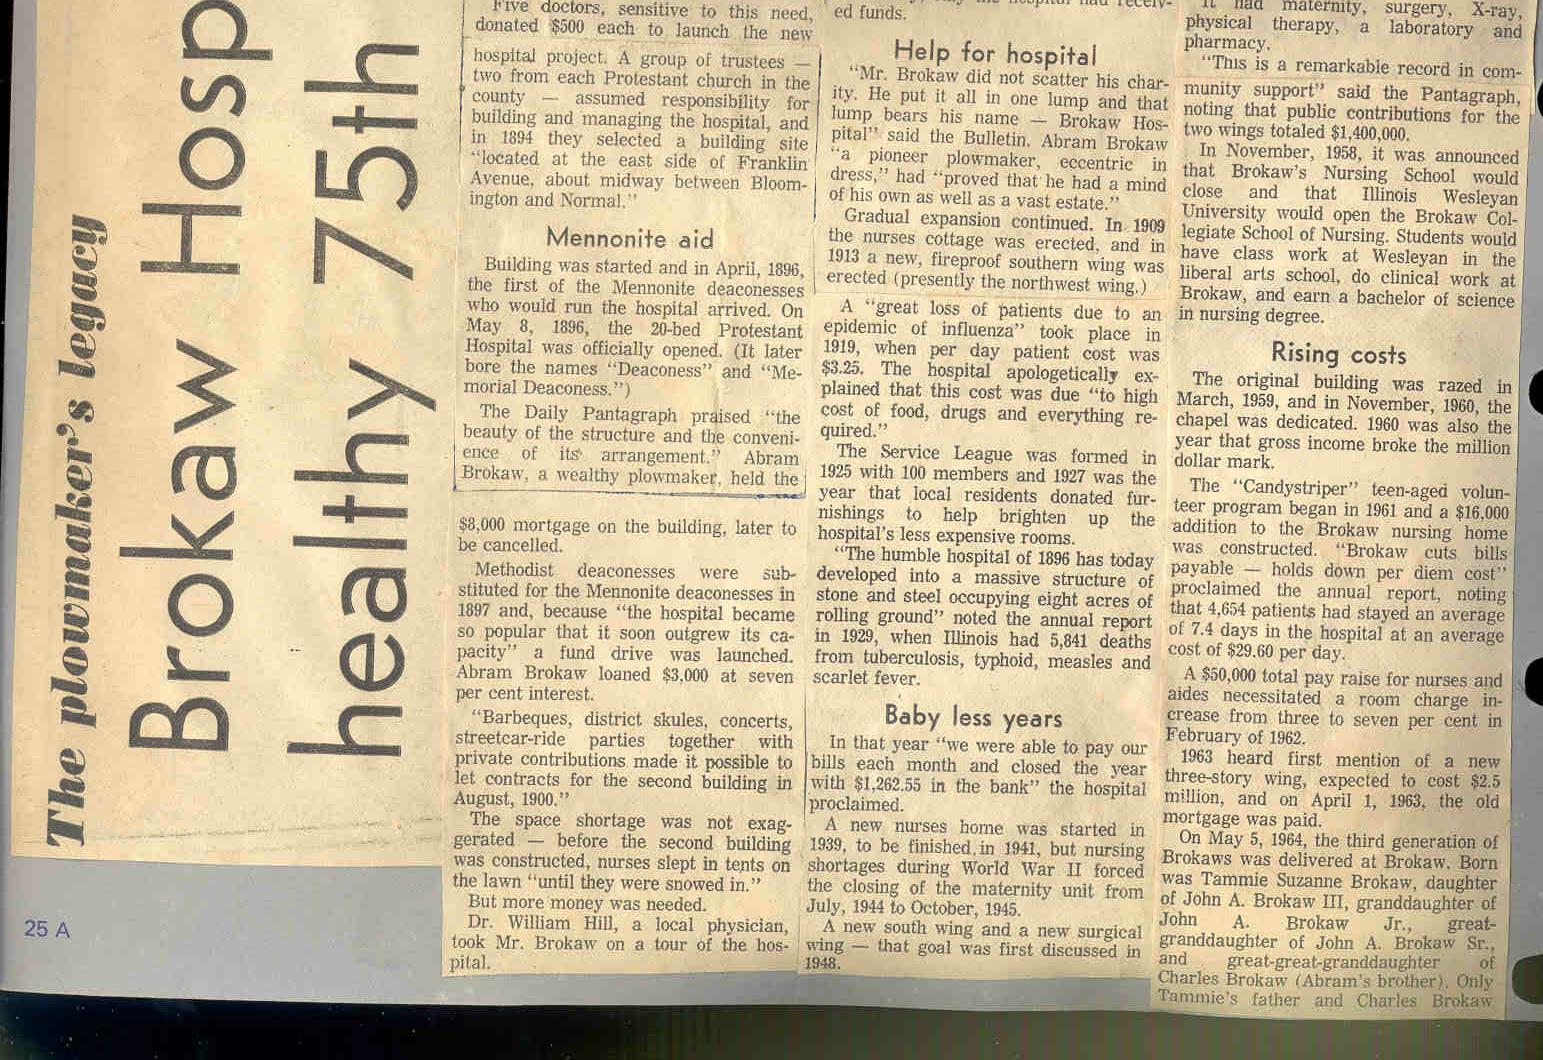 The plowmaker's legacy
Brokaw Hosp
healthy 75th
Five doctors, sensitive to this need,
donated $500 each to launch the new
hospital project. A group of trustees —
two from each Protestant church in the
county — assumed responsibility for
building and managing the hospital, and
in 1894 they selected a building site
"located at the east side of Franklin
Avenue, about midway between Bloom-
ington and Normal."
Mennonite aid
Building was started and in April, 1896,
the first of the Mennonite deaconesses
who would run the hospital arrived. On
May 8, 1896, the 20-bed Protestant
Hospital was officially opened. (It later
bore the names "Deaconess" and "Me-
morial Deaconess.")
The Daily Pantagraph praised "the
beauty of the structure and the conveni-
ence of its arrangement." Abram
Brokaw, a wealthy plowmaker, held the
$8,000 mortgage on the building, later to
be cancelled.
Methodist deaconesses were sub-
stituted for the Mennonite deaconesses in
1897 and, because "the hospital became
so popular that it soon outgrew its ca-
pacity" a fund drive was launched.
Abram Brokaw loaned $3,000 at seven
per cent interest.
"Barbeques, district skules, concerts,
streetcar-ride parties together with
private contributions made it possible to
let contracts for the second building in
August, 1900."
The space shortage was not exag-
gerated — before the second building
was constructed, nurses slept in tents on
the lawn "until they were snowed in."
But more money was needed.
Dr. William Hill, a local physician,
took Mr. Brokaw on a tour of the hos-
pital.
the hospital had receiv-
ed funds.
Help for hospital
"Mr. Brokaw did not scatter his char-
ity. He put it all in one lump and that
lump bears his name — Brokaw Hos-
pital" said the Bulletin. Abram Brokaw
"a pioneer plowmaker, eccentric in
dress," had "proved that he had a mind
of his own as well as a vast estate."
Gradual expansion continued. In 1909
the nurses cottage was erected, and in
1913 a new, fireproof southern wing was
erected (presently the northwest wing.)
A "great loss of patients due to an
epidemic of influenza" took place in
1919, when per day patient cost was
$3.25. The hospital apologetically ex-
plained that this cost was due "to high
cost of food, drugs and everything re-
quired."
The Service League was formed in
1925 with 100 members and 1927 was the
year that local residents donated fur-
nishings to help brighten up the
hospital's less expensive rooms.
"The humble hospital of 1896 has today
developed into a massive structure of
stone and steel occupying eight acres of
rolling ground" noted the annual report
in 1929, when Illinois had 5,841 deaths
from tuberculosis, typhoid, measles and
scarlet fever.
Baby less years
In that year "we were able to pay our
bills each month and closed the year
with $1,262.55 in the bank" the hospital
proclaimed.
A new nurses home was started in
1939, to be finished in 1941, but nursing
shortages during World War II forced
the closing of the maternity unit from
July, 1944 to October, 1945.
A new south wing and a new surgical
wing — that goal was first discussed in
1948.
It had maternity, surgery, X-ray,
physical therapy, a laboratory and
pharmacy.
"This is a remarkable record in com-
munity support" said the Pantagraph,
noting that public contributions for the
two wings totaled $1,400,000.
In November, 1958, it was announced
that Brokaw's Nursing School would
close and that Illinois Wesleyan
University would open the Brokaw Col-
legiate School of Nursing. Students would
have class work at Wesleyan in the
liberal arts school, do clinical work at
Brokaw, and earn a bachelor of science
in nursing degree.
Rising costs
The original building was razed in
March, 1959, and in November, 1960, the
chapel was dedicated. 1960 was also the
year that gross income broke the million
dollar mark.
The "Candystriper" teen-aged volun-
teer program began in 1961 and a $16,000
addition to the Brokaw nursing home
was constructed. "Brokaw cuts bills
payable — holds down per diem cost"
proclaimed the annual report, noting
that 4,654 patients had stayed an average
of 7.4 days in the hospital at an average
cost of $29.60 per day.
A $50,000 total pay raise for nurses and
aides necessitated a room charge in-
crease from three to seven per cent in
February of 1962.
1963 heard first mention of a new
three-story wing, expected to cost $2.5
million, and on April 1, 1963, the old
mortgage was paid.
On May 5, 1964, the third generation of
Brokaws was delivered at Brokaw. Born
was Tammie Suzanne Brokaw, daughter
of John A. Brokaw III, granddaughter of
John A. Brokaw Jr., great-
granddaughter of John A. Brokaw Sr.,
and great-great-granddaughter of
Charles Brokaw (Abram's brother). Only
Tammie's father and Charles Brokaw
25 A